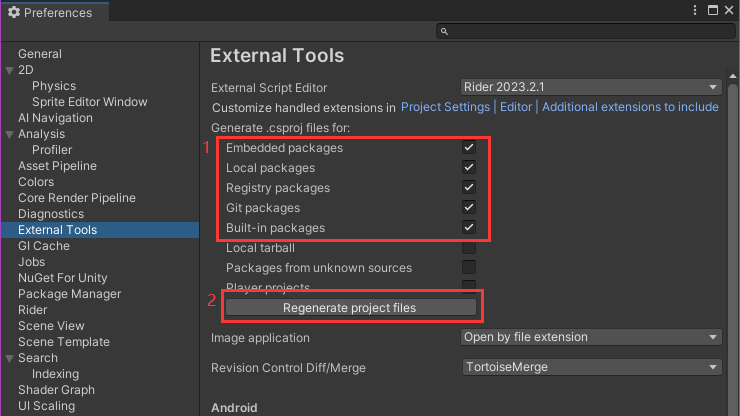 Preferences
General
2D
Physics
Sprite Editor Window
AI Navigation
Analysis
Profiler
Asset Pipeline
Colors
Core Render Pipeline
Diagnostics
External Tools
GI Cache
Jobs
NuGet For Unity
Package Manager
Rider
Scene View
Scene Template
Search
Indexing
Shader Graph
UI Scaling
External Tools
External Script Editor Rider 2023.2.1
Customize handled extensions in Project Settings | Editor | Additional extensions to include
Generate .csproj files for:
1
Embedded packages
Local packages
Registry packages
Git packages
Built-in packages
Local tarball
Packages from unknown sources
Player projects
2
Regenerate project files
Image application Open by file extension
Revision Control Diff/Merge TortoiseMerge
Android